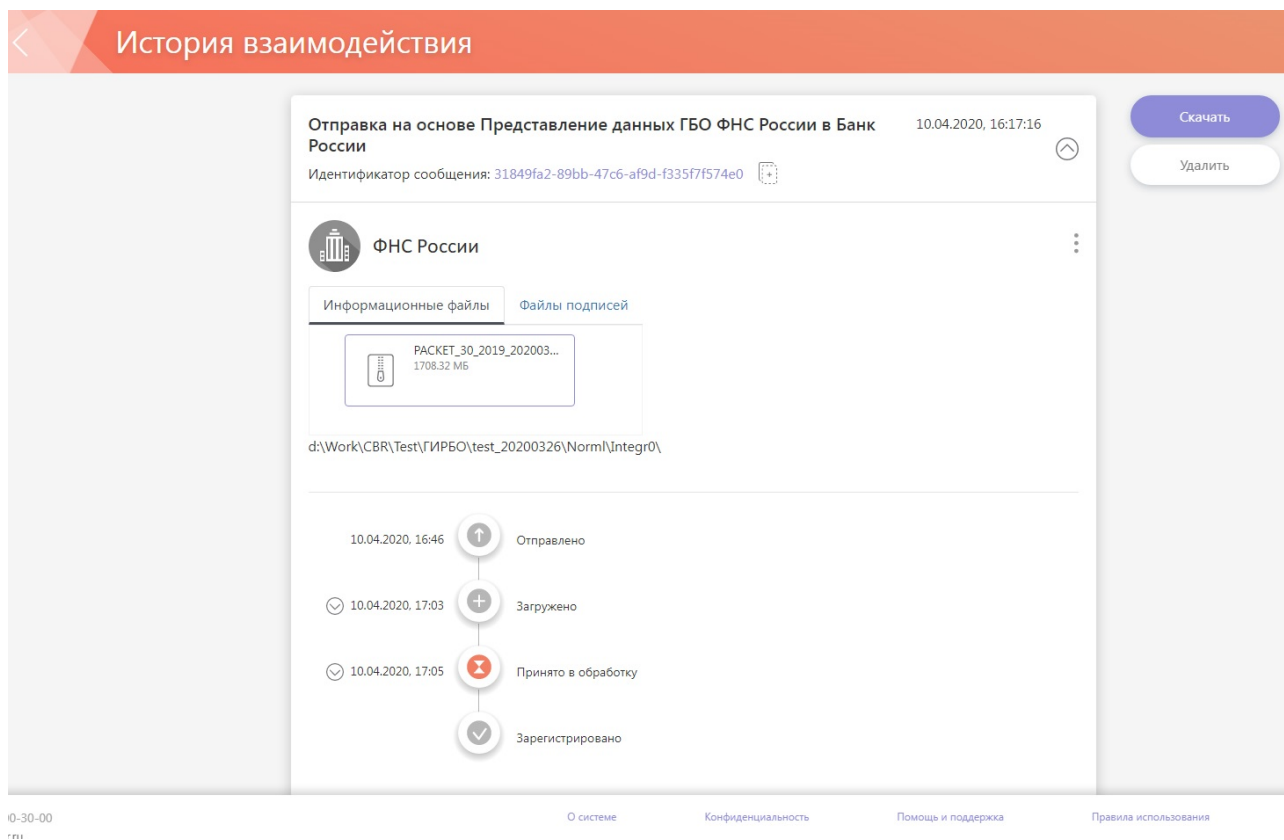 История взаимодействия
Отправка на основе Представление данных ГБО ФНС России в Банк
России
10.04.2020, 16:17:16
Идентификатор сообщения: 31849fa2-89bb-47c6-af9d-f335f7f574e0
Скачать
Удалить
ФНС России
Информационные файлы Файлы подписей
PACKET_30_2019_202003...
1708.32 МБ
d:\Work\CBR\Test\ГИРБО\test_20200326\Norml\Integr0\
10.04.2020, 16:46 Отправлено
10.04.2020, 17:03 Загружено
10.04.2020, 17:05 Принято в обработку
Зарегистрировано
0-30-00 О системе Конфиденциальность Помощь и поддержка Правила использования